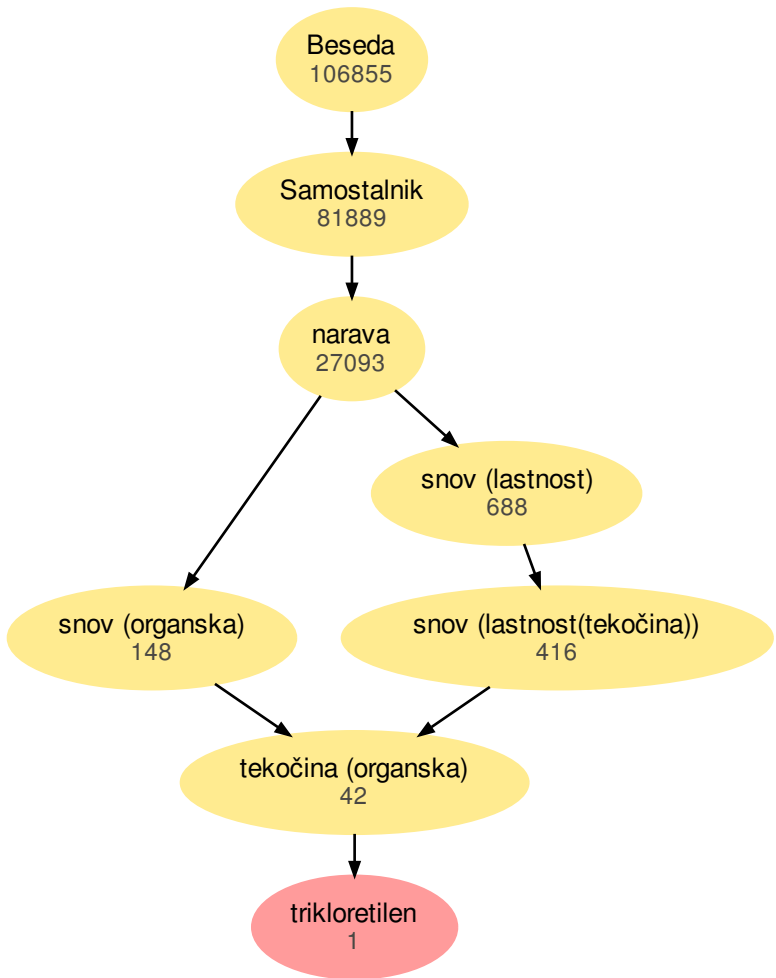 Beseda
106855
Samostalnik
81889
narava
27093
snov (lastnost)
688
snov (organska)
148
snov (lastnost(tekočina))
416
tekočina (organska)
42
trikloretilen
1